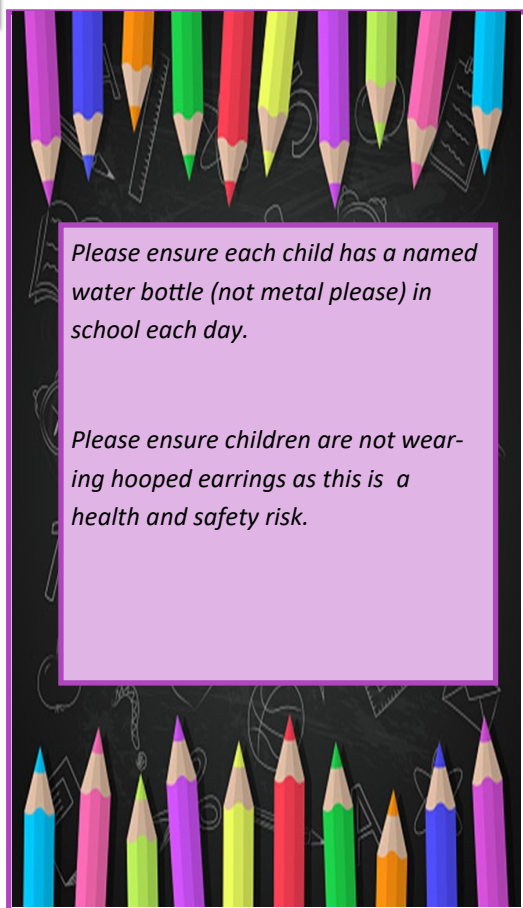 Please ensure each child has a named
water bottle (not metal please) in
school each day.
Please ensure children are not wear-
ing hooped earrings as this is  a
health and safety risk.